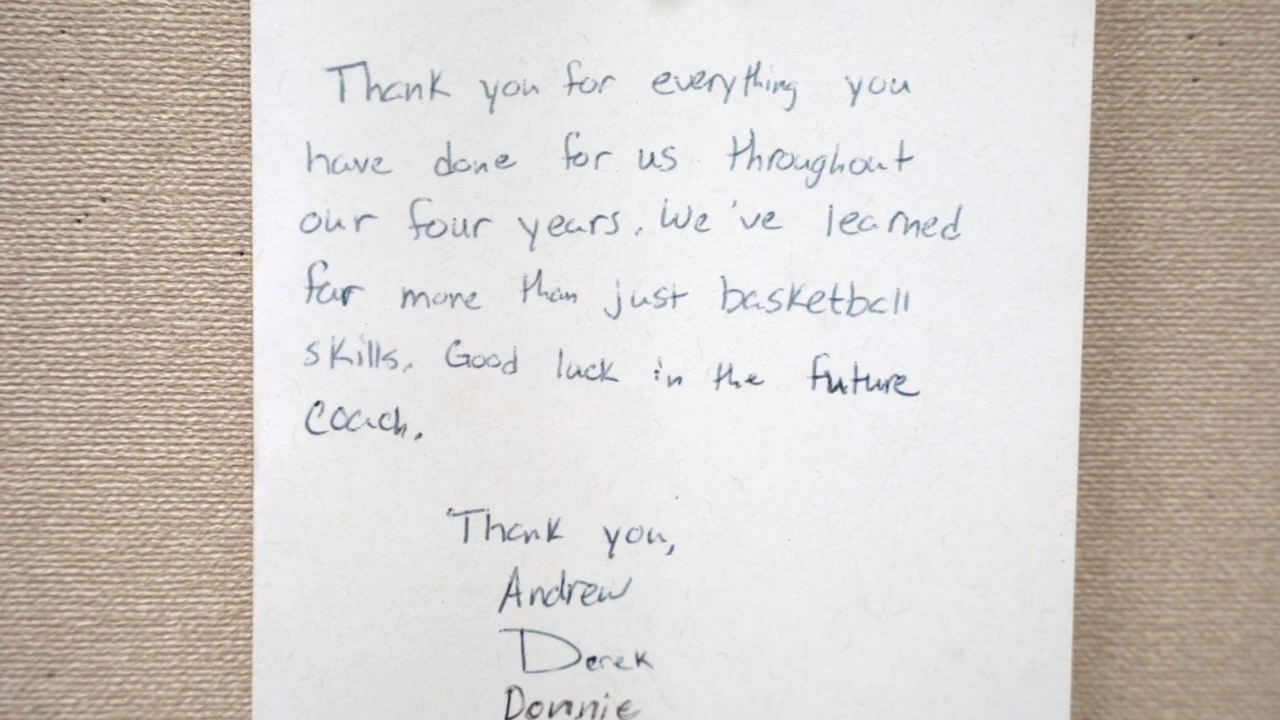 Thank you for everything you
have done for us throughout
our four years. We've learned
far more than just basketball
skills. Good luck in the future
Coach.
Thank you,
Andrew
Derek
Donnie